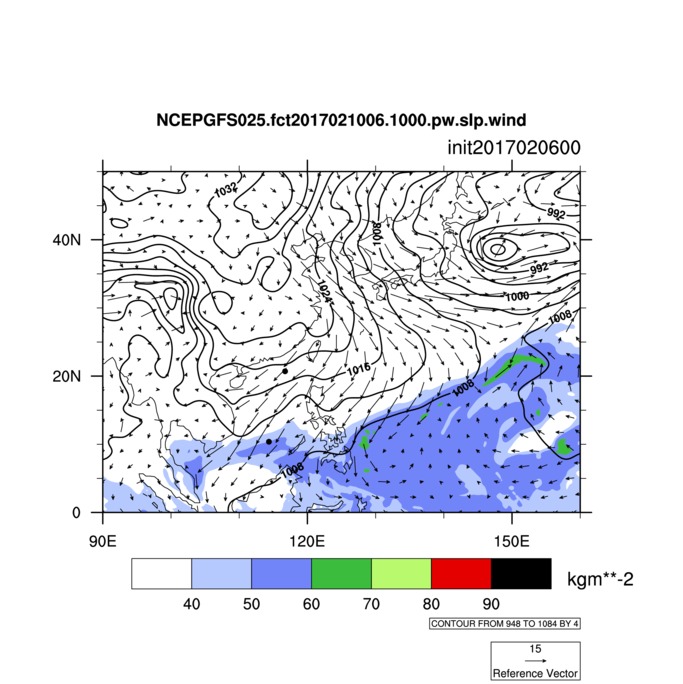 NCEPGFS025.fct2017021006.1000.pw.slp.wind
init2017020600
1032
1008
992
40N
992
1024
1000
1008
1016
20N
1008
1008
0
90E 120E 150E
kgm**-2
40 50 60 70 80 90
CONTOUR FROM 948 TO 1084 BY 4
15
Reference Vector